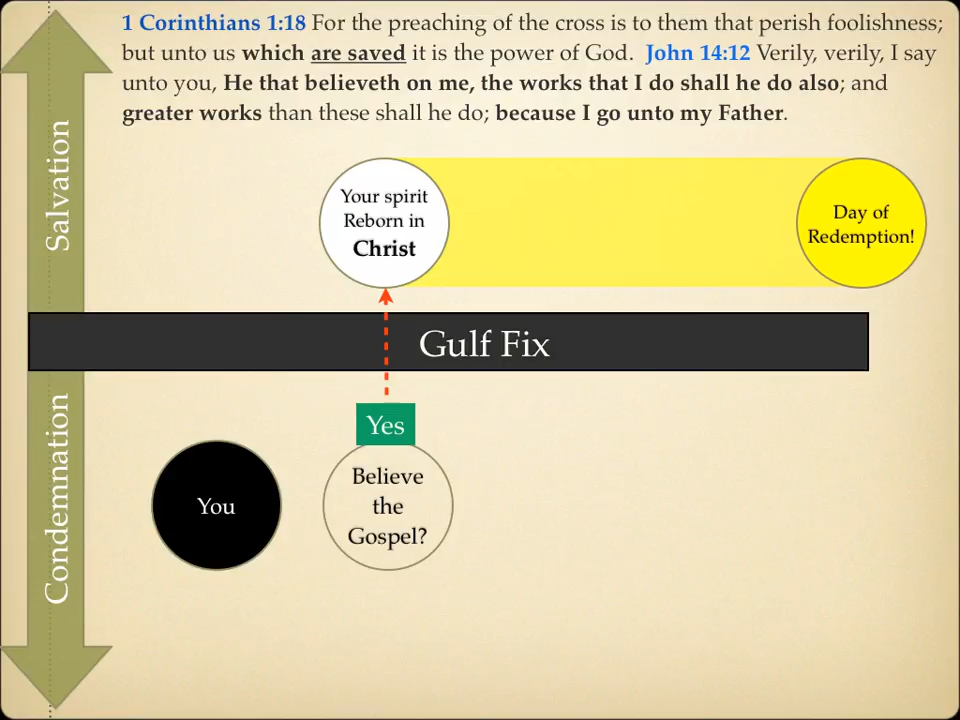 1 Corinthians 1:18 For the preaching of the cross is to them that perish foolishness;
but unto us which are saved it is the power of God. John 14:12 Verily, verily, I say
unto you, He that believeth on me, the works that I do shall he do also; and
greater works than these shall he do; because I go unto my Father.
Salvation
Your spirit
Reborn in
Christ
Day of
Redemption!
Gulf Fix
Condemnation
Yes
You
Believe
the
Gospel?